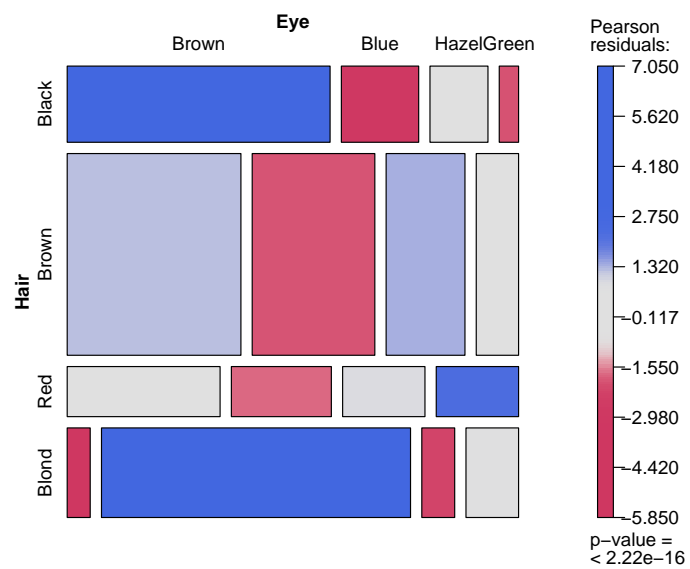 Eye
Brown Blue HazelGreen
Hair
Black
Brown
Red
Blond
Pearson
residuals:
7.050
5.620
4.180
2.750
1.320
−0.117
−1.550
−2.980
−4.420
−5.850
p−value =
< 2.22e−16